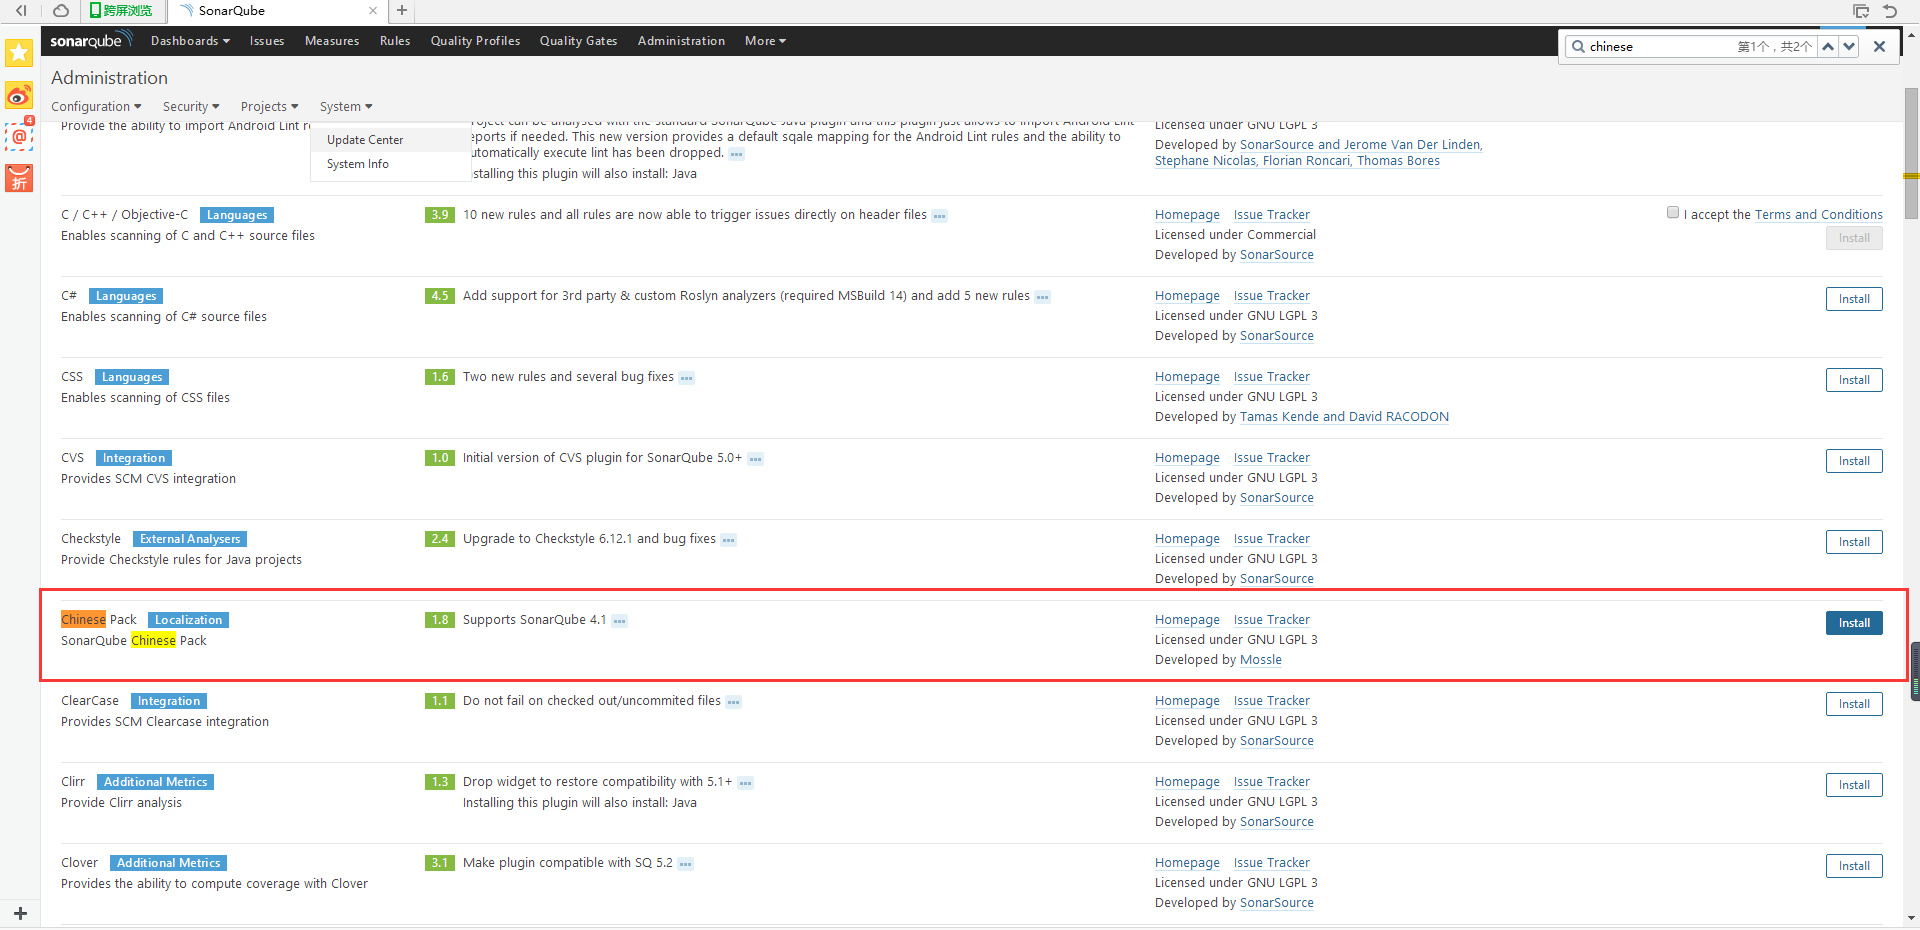 跨屏浏览
SonarQube
sonarqube Dashboards Issues Measures Rules Quality Profiles Quality Gates Administration More
chinese 第1个，共2个
Administration
Configuration Security Projects System
Update Center
System Info
4
折
Provide the ability to import Android Lint
project can be analysed with the standard SonarQube Java plugin and this plugin just allows to import Android Lint
eports if needed. This new version provides a default sqale mapping for the Android Lint rules and the ability to
utomatically execute lint has been dropped.
stalling this plugin will also install: Java
Licensed under GNU LGPL 3
Developed by SonarSource and Jerome Van Der Linden,
Stephane Nicolas, Florian Roncari, Thomas Bores
C / C++ / Objective-C Languages
Enables scanning of C and C++ source files
3.9 10 new rules and all rules are now able to trigger issues directly on header files
Homepage Issue Tracker
Licensed under Commercial
Developed by SonarSource
I accept the Terms and Conditions
Install
C# Languages
Enables scanning of C# source files
4.5 Add support for 3rd party & custom Roslyn analyzers (required MSBuild 14) and add 5 new rules
Homepage Issue Tracker
Licensed under GNU LGPL 3
Developed by SonarSource
Install
CSS Languages
Enables scanning of CSS files
1.6 Two new rules and several bug fixes
Homepage Issue Tracker
Licensed under GNU LGPL 3
Developed by Tamas Kende and David RACODON
Install
CVS Integration
Provides SCM CVS integration
1.0 Initial version of CVS plugin for SonarQube 5.0+
Homepage Issue Tracker
Licensed under GNU LGPL 3
Developed by SonarSource
Install
Checkstyle External Analysers
Provide Checkstyle rules for Java projects
2.4 Upgrade to Checkstyle 6.12.1 and bug fixes
Homepage Issue Tracker
Licensed under GNU LGPL 3
Developed by SonarSource
Install
Chinese Pack Localization
SonarQube Chinese Pack
1.8 Supports SonarQube 4.1
Homepage Issue Tracker
Licensed under GNU LGPL 3
Developed by Mossle
Install
ClearCase Integration
Provides SCM Clearcase integration
1.1 Do not fail on checked out/uncommited files
Homepage Issue Tracker
Licensed under GNU LGPL 3
Developed by SonarSource
Install
Clirr Additional Metrics
Provide Clirr analysis
1.3 Drop widget to restore compatibility with 5.1+
Installing this plugin will also install: Java
Homepage Issue Tracker
Licensed under GNU LGPL 3
Developed by SonarSource
Install
Clover Additional Metrics
Provides the ability to compute coverage with Clover
3.1 Make plugin compatible with SQ 5.2
Homepage Issue Tracker
Licensed under GNU LGPL 3
Developed by SonarSource
Install